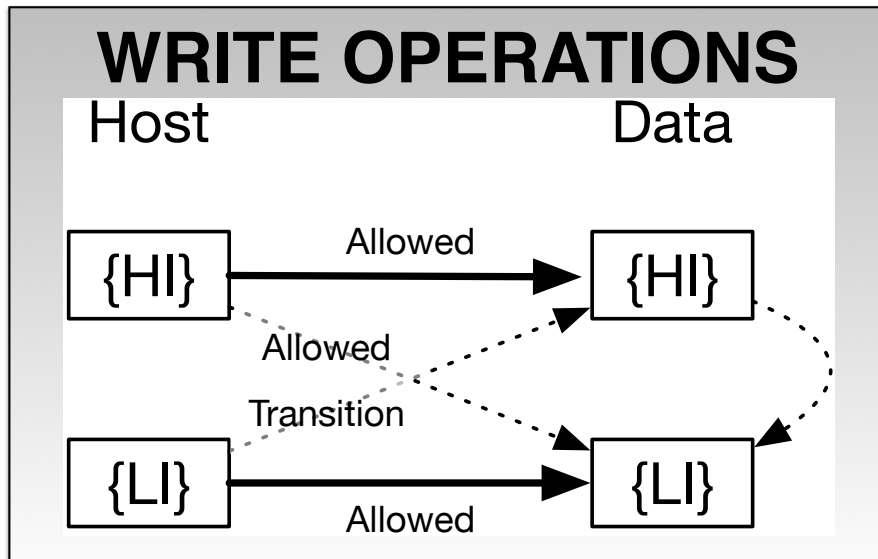 WRITE OPERATIONS
Host Data
Allowed
{HI} {HI}
Allowed
Transition
{LI} {LI}
Allowed